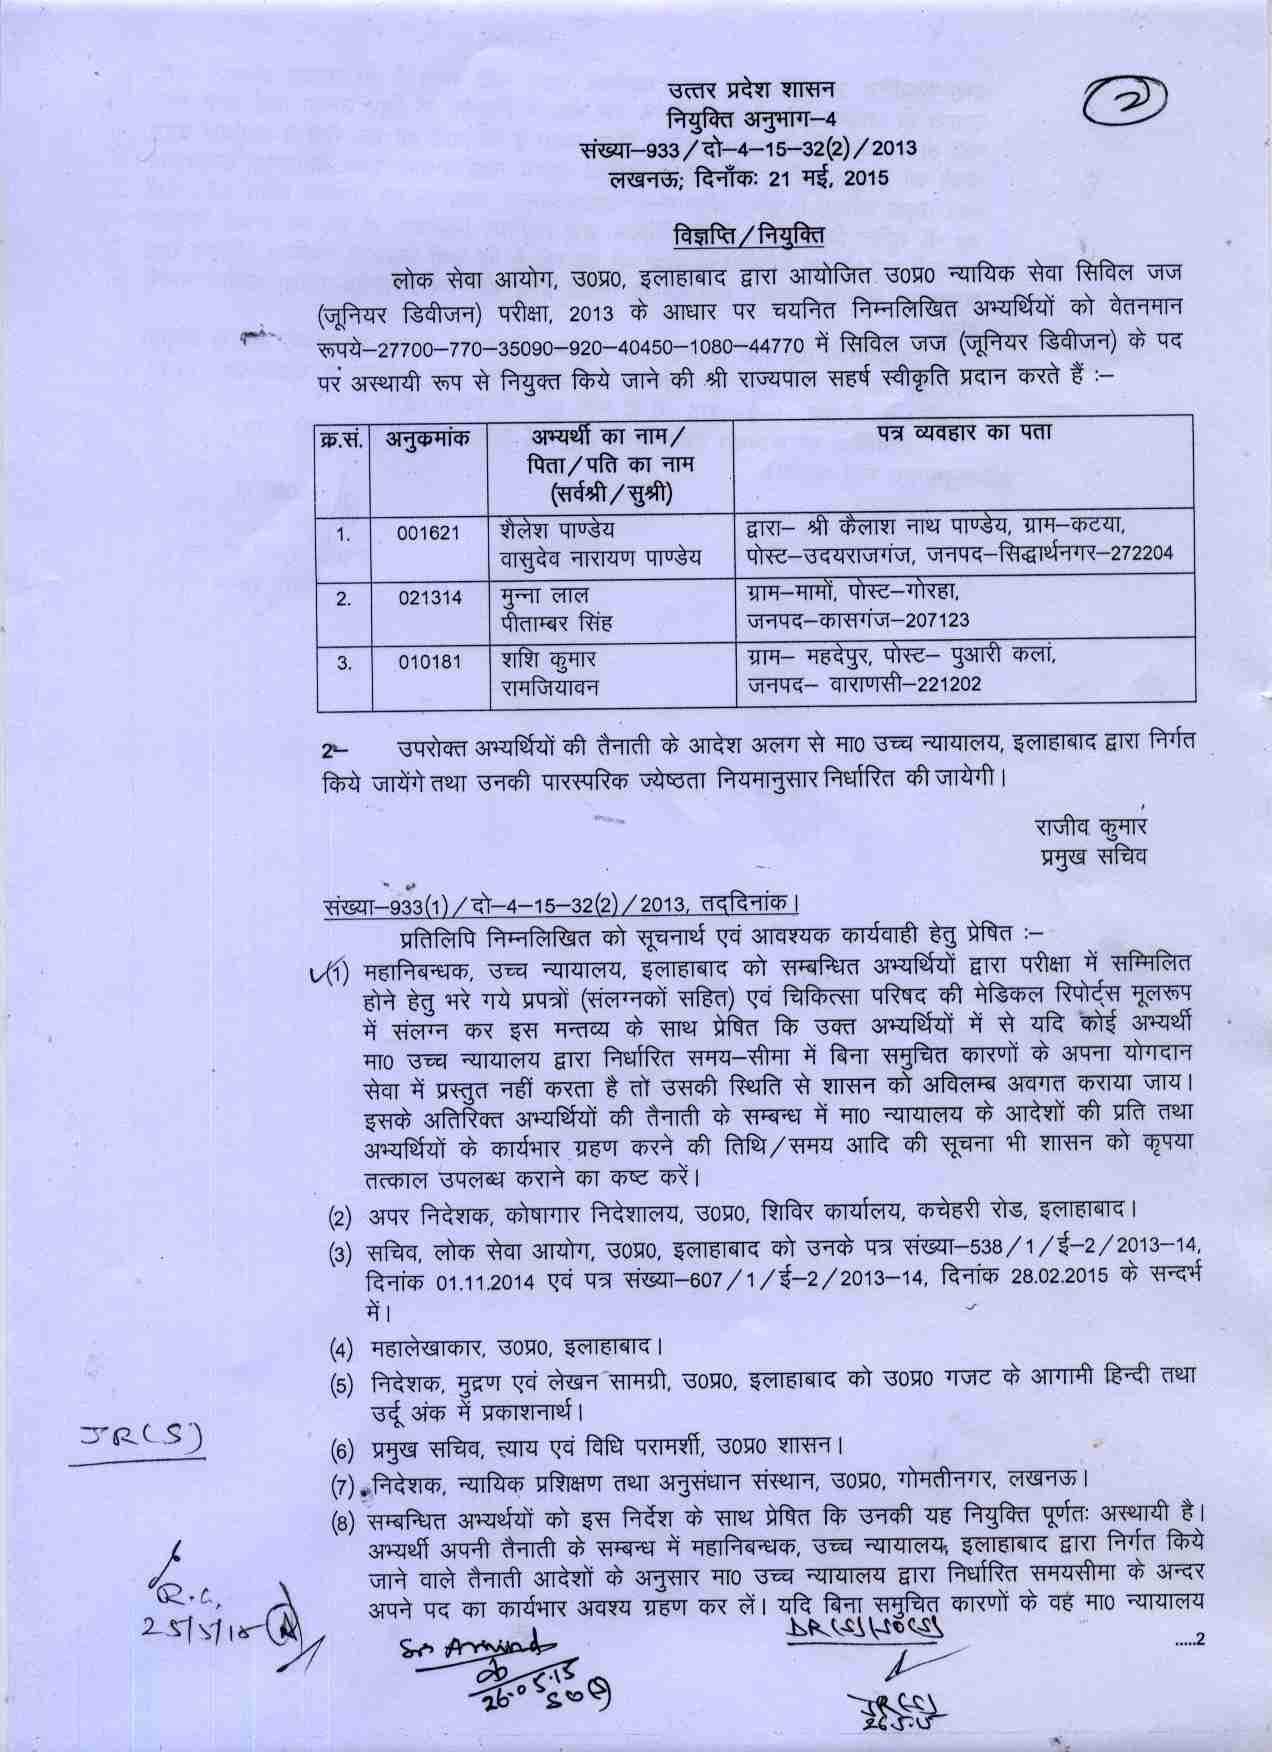 2
उत्तर प्रदेश शासन
नियुक्ति अनुभाग–4
संख्या–933/दो–4–15–32(2)/2013
लखनऊ; दिनाँकः 21 मई, 2015
विज्ञप्ति/नियुक्ति
लोक सेवा आयोग, उ0प्र0, इलाहाबाद द्वारा आयोजित उ0प्र0 न्यायिक सेवा सिविल जज
(जूनियर डिवीजन) परीक्षा, 2013 के आधार पर चयनित निम्नलिखित अभ्यर्थियों को वेतनमान
रूपये–27700–770–35090–920–40450–1080–44770 में सिविल जज (जूनियर डिवीजन) के पद
पर अस्थायी रूप से नियुक्त किये जाने की श्री राज्यपाल सहर्ष स्वीकृति प्रदान करते हैं :–
क्र.सं. अनुक्रमांक अभ्यर्थी का नाम/ पत्र व्यवहार का पता
पिता/पति का नाम
(सर्वश्री/सुश्री)
1. 001621 शैलेश पाण्डेय द्वारा– श्री कैलाश नाथ पाण्डेय, ग्राम–कटया,
वासुदेव नारायण पाण्डेय पोस्ट–उदयराजगंज, जनपद–सिद्धार्थनगर–272204
2. 021314 मुन्ना लाल ग्राम–मामों, पोस्ट–गोरहा,
पीताम्बर सिंह जनपद–कासगंज–207123
3. 010181 शशि कुमार ग्राम– महदेपुर, पोस्ट– पुआरी कलां,
रामजियावन जनपद– वाराणसी–221202
2– उपरोक्त अभ्यर्थियों की तैनाती के आदेश अलग से मा0 उच्च न्यायालय, इलाहाबाद द्वारा निर्गत
किये जायेंगे तथा उनकी पारस्परिक ज्येष्ठता नियमानुसार निर्धारित की जायेगी।
राजीव कुमार
प्रमुख सचिव
संख्या–933(1)/दो–4–15–32(2)/2013, तद्दिनांक।
प्रतिलिपि निम्नलिखित को सूचनार्थ एवं आवश्यक कार्यवाही हेतु प्रेषित :–
(1) महानिबन्धक, उच्च न्यायालय, इलाहाबाद को सम्बन्धित अभ्यर्थियों द्वारा परीक्षा में सम्मिलित
होने हेतु भरे गये प्रपत्रों (संलग्नकों सहित) एवं चिकित्सा परिषद की मेडिकल रिपोर्ट्स मूलरूप
में संलग्न कर इस मन्तव्य के साथ प्रेषित कि उक्त अभ्यर्थियों में से यदि कोई अभ्यर्थी
मा0 उच्च न्यायालय द्वारा निर्धारित समय–सीमा में बिना समुचित कारणों के अपना योगदान
सेवा में प्रस्तुत नहीं करता है तो उसकी स्थिति से शासन को अविलम्ब अवगत कराया जाय।
इसके अतिरिक्त अभ्यर्थियों की तैनाती के सम्बन्ध में मा0 न्यायालय के आदेशों की प्रति तथा
अभ्यर्थियों के कार्यभार ग्रहण करने की तिथि/समय आदि की सूचना भी शासन को कृपया
तत्काल उपलब्ध कराने का कष्ट करें।
(2) अपर निदेशक, कोषागार निदेशालय, उ0प्र0, शिविर कार्यालय, कचेहरी रोड, इलाहाबाद।
(3) सचिव, लोक सेवा आयोग, उ0प्र0, इलाहाबाद को उनके पत्र संख्या–538/1/ई–2/2013–14,
दिनांक 01.11.2014 एवं पत्र संख्या–607/1/ई–2/2013–14, दिनांक 28.02.2015 के सन्दर्भ
में।
(4) महालेखाकार, उ0प्र0, इलाहाबाद।
(5) निदेशक, मुद्रण एवं लेखन सामग्री, उ0प्र0, इलाहाबाद को उ0प्र0 गजट के आगामी हिन्दी तथा
उर्दू अंक में प्रकाशनार्थ।
JR(S)
(6) प्रमुख सचिव, न्याय एवं विधि परामर्शी, उ0प्र0 शासन।
(7) निदेशक, न्यायिक प्रशिक्षण तथा अनुसंधान संस्थान, उ0प्र0, गोमतीनगर, लखनऊ।
(8) सम्बन्धित अभ्यर्थयों को इस निर्देश के साथ प्रेषित कि उनकी यह नियुक्ति पूर्णतः अस्थायी है।
अभ्यर्थी अपनी तैनाती के सम्बन्ध में महानिबन्धक, उच्च न्यायालय, इलाहाबाद द्वारा निर्गत किये
जाने वाले तैनाती आदेशों के अनुसार मा0 उच्च न्यायालय द्वारा निर्धारित समयसीमा के अन्दर
अपने पद का कार्यभार अवश्य ग्रहण कर लें। यदि बिना समुचित कारणों के वह मा0 न्यायालय
R.G.
25/5/15
DR(S)/SO(S)
.....2
26.05.15
JR(S)
26.5.15